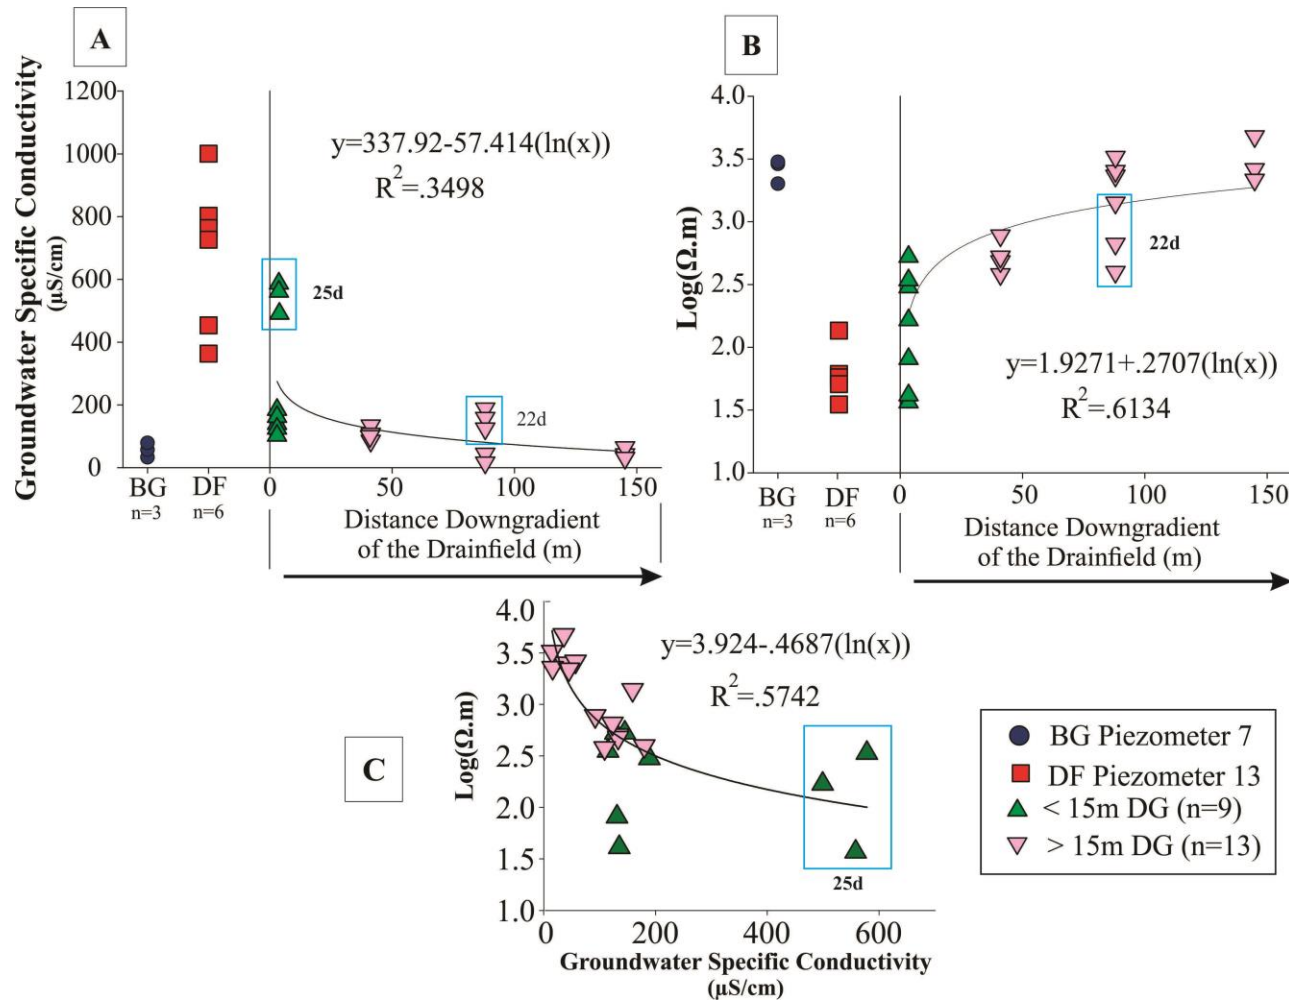 A
Groundwater Specific Conductivity
(µS/cm)
1200
1000
800
600
400
200
0
y=337.92-57.414(ln(x))
R²=.3498
25d
22d
BG
n=3
DF
n=6
0
50
100
150
Distance Downgradient
of the Drainfield (m)
B
Log(Ω.m)
4.0
3.5
3.0
2.5
2.0
1.5
1.0
22d
y=1.9271+.2707(ln(x))
R²=.6134
BG
n=3
DF
n=6
0
50
100
150
Distance Downgradient
of the Drainfield (m)
C
Log(Ω.m)
4.0
3.5
3.0
2.5
2.0
1.5
1.0
y=3.924-.4687(ln(x))
R²=.5742
25d
0
200
400
600
Groundwater Specific Conductivity
(µS/cm)
BG Piezometer 7
DF Piezometer 13
< 15m DG (n=9)
> 15m DG (n=13)